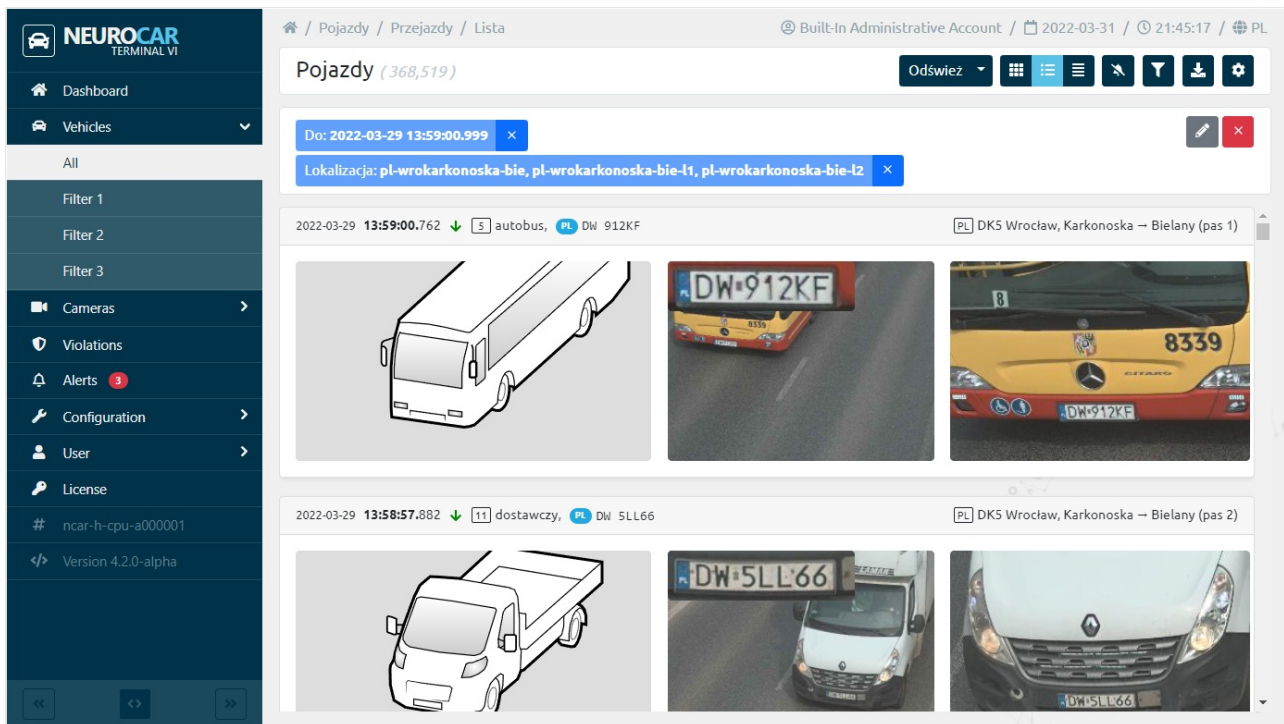 NEUROCAR
TERMINAL VI
Dashboard
Vehicles
All
Filter 1
Filter 2
Filter 3
Cameras
Violations
Alerts 3
Configuration
User
License
# ncar-h-cpu-a000001
</> Version 4.2.0-alpha
« <> »
/ Pojazdy / Przejazdy / Lista
Built-In Administrative Account / 2022-03-31 / 21:45:17 / PL
Pojazdy (368,519)
Odśwież
Do: 2022-03-29 13:59:00.999 ×
Lokalizacja: pl-wrokarkonoska-bie, pl-wrokarkonoska-bie-l1, pl-wrokarkonoska-bie-l2 ×
2022-03-29 13:59:00.762 ↓ 5 autobus, PL DW 912KF
PL DK5 Wrocław, Karkonoska → Bielany (pas 1)
DW 912KF
8339
8
8339
CITARO
DW 912KF
2022-03-29 13:58:57.882 ↓ 11 dostawczy, PL DW 5LL66
PL DK5 Wrocław, Karkonoska → Bielany (pas 2)
DW 5LL66
DW 5LL66